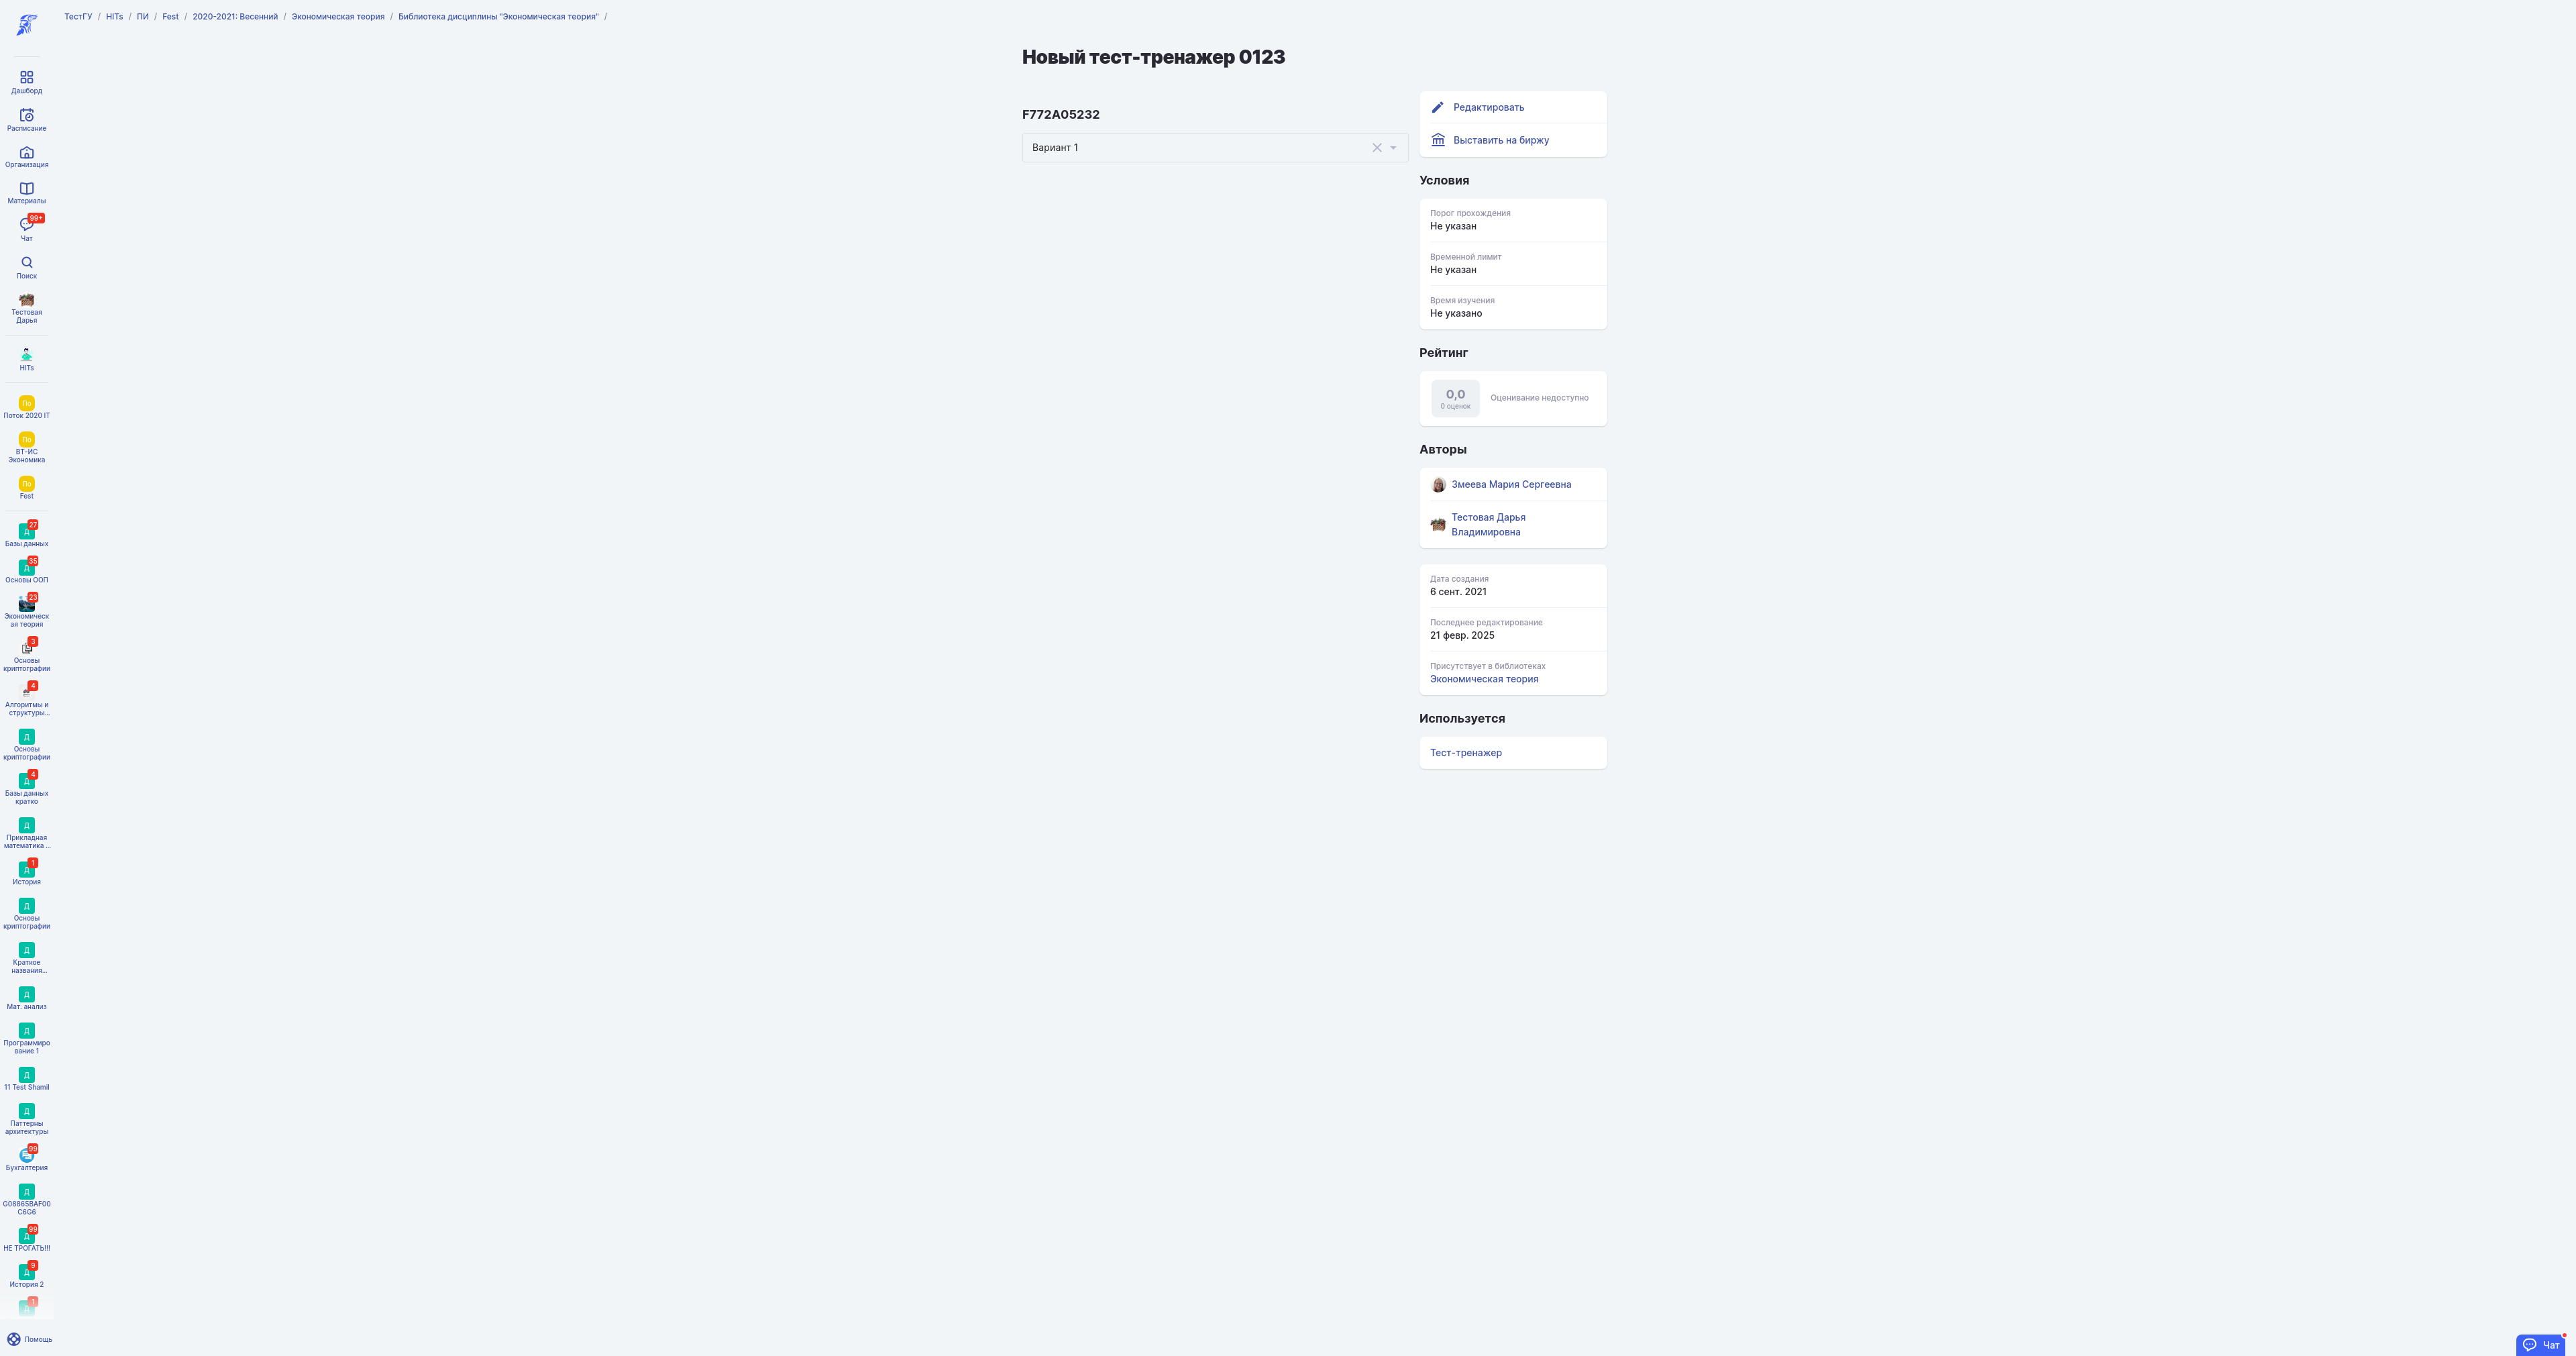 ТестГУ / HITs / ПИ / Fest / 2020-2021: Весенний / Экономическая теория / Библиотека дисциплины "Экономическая теория" /
Дашборд
Расписание
Организация
Материалы
99+
Чат
Поиск
Тестовая
Дарья
HITs
По
Поток 2020 IT
По
ВТ-ИС
Экономика
По
Fest
27
Д
Базы данных
35
Д
Основы ООП
23
Экономическ
ая теория
3
Основы
криптографии
4
Алгоритмы и
структуры...
Д
Основы
криптографии
4
Д
Базы данных
кратко
Д
Прикладная
математика ...
1
Д
История
Д
Основы
криптографии
Д
Краткое
названия...
Д
Мат. анализ
Д
Программиро
вание 1
Д
11 Test Shamil
Д
Паттерны
архитектуры
99
Бухгалтерия
Д
G08865BAF00
C6G6
99
Д
НЕ ТРОГАТЬ!!!
9
Д
История 2
1
Д
Помощь
Новый тест-тренажер 0123
F772A05232
Вариант 1
Редактировать
Выставить на биржу
Условия
Порог прохождения
Не указан
Временной лимит
Не указан
Время изучения
Не указано
Рейтинг
0,0
0 оценок
Оценивание недоступно
Авторы
Змеева Мария Сергеевна
Тестовая Дарья
Владимировна
Дата создания
6 сент. 2021
Последнее редактирование
21 февр. 2025
Присутствует в библиотеках
Экономическая теория
Используется
Тест-тренажер
Чат